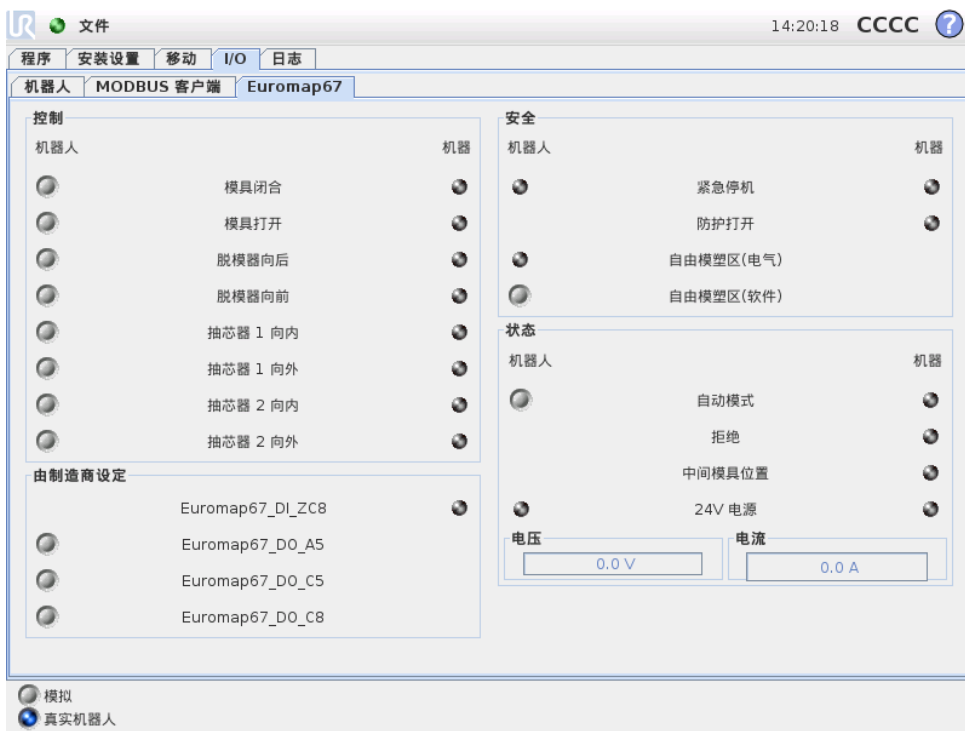 UR 文件 14:20:18 CCCC ?
程序 安装设置 移动 I/O 日志
机器人 MODBUS 客户端 Euromap67
控制
机器人 机器
模具闭合
模具打开
脱模器向后
脱模器向前
抽芯器 1 向内
抽芯器 1 向外
抽芯器 2 向内
抽芯器 2 向外
由制造商设定
Euromap67_DI_ZC8
Euromap67_DO_A5
Euromap67_DO_C5
Euromap67_DO_C8
安全
机器人 机器
紧急停机
防护打开
自由模塑区(电气)
自由模塑区(软件)
状态
机器人 机器
自动模式
拒绝
中间模具位置
24V 电源
电压 电流
0.0 V 0.0 A
模拟
真实机器人